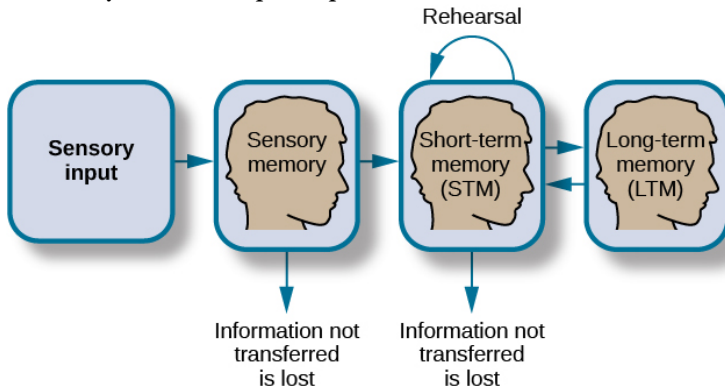 Rehearsal
Sensory
input
Sensory
memory
Short-term
memory
(STM)
Long-term
memory
(LTM)
Information not
transferred
is lost
Information not
transferred
is lost